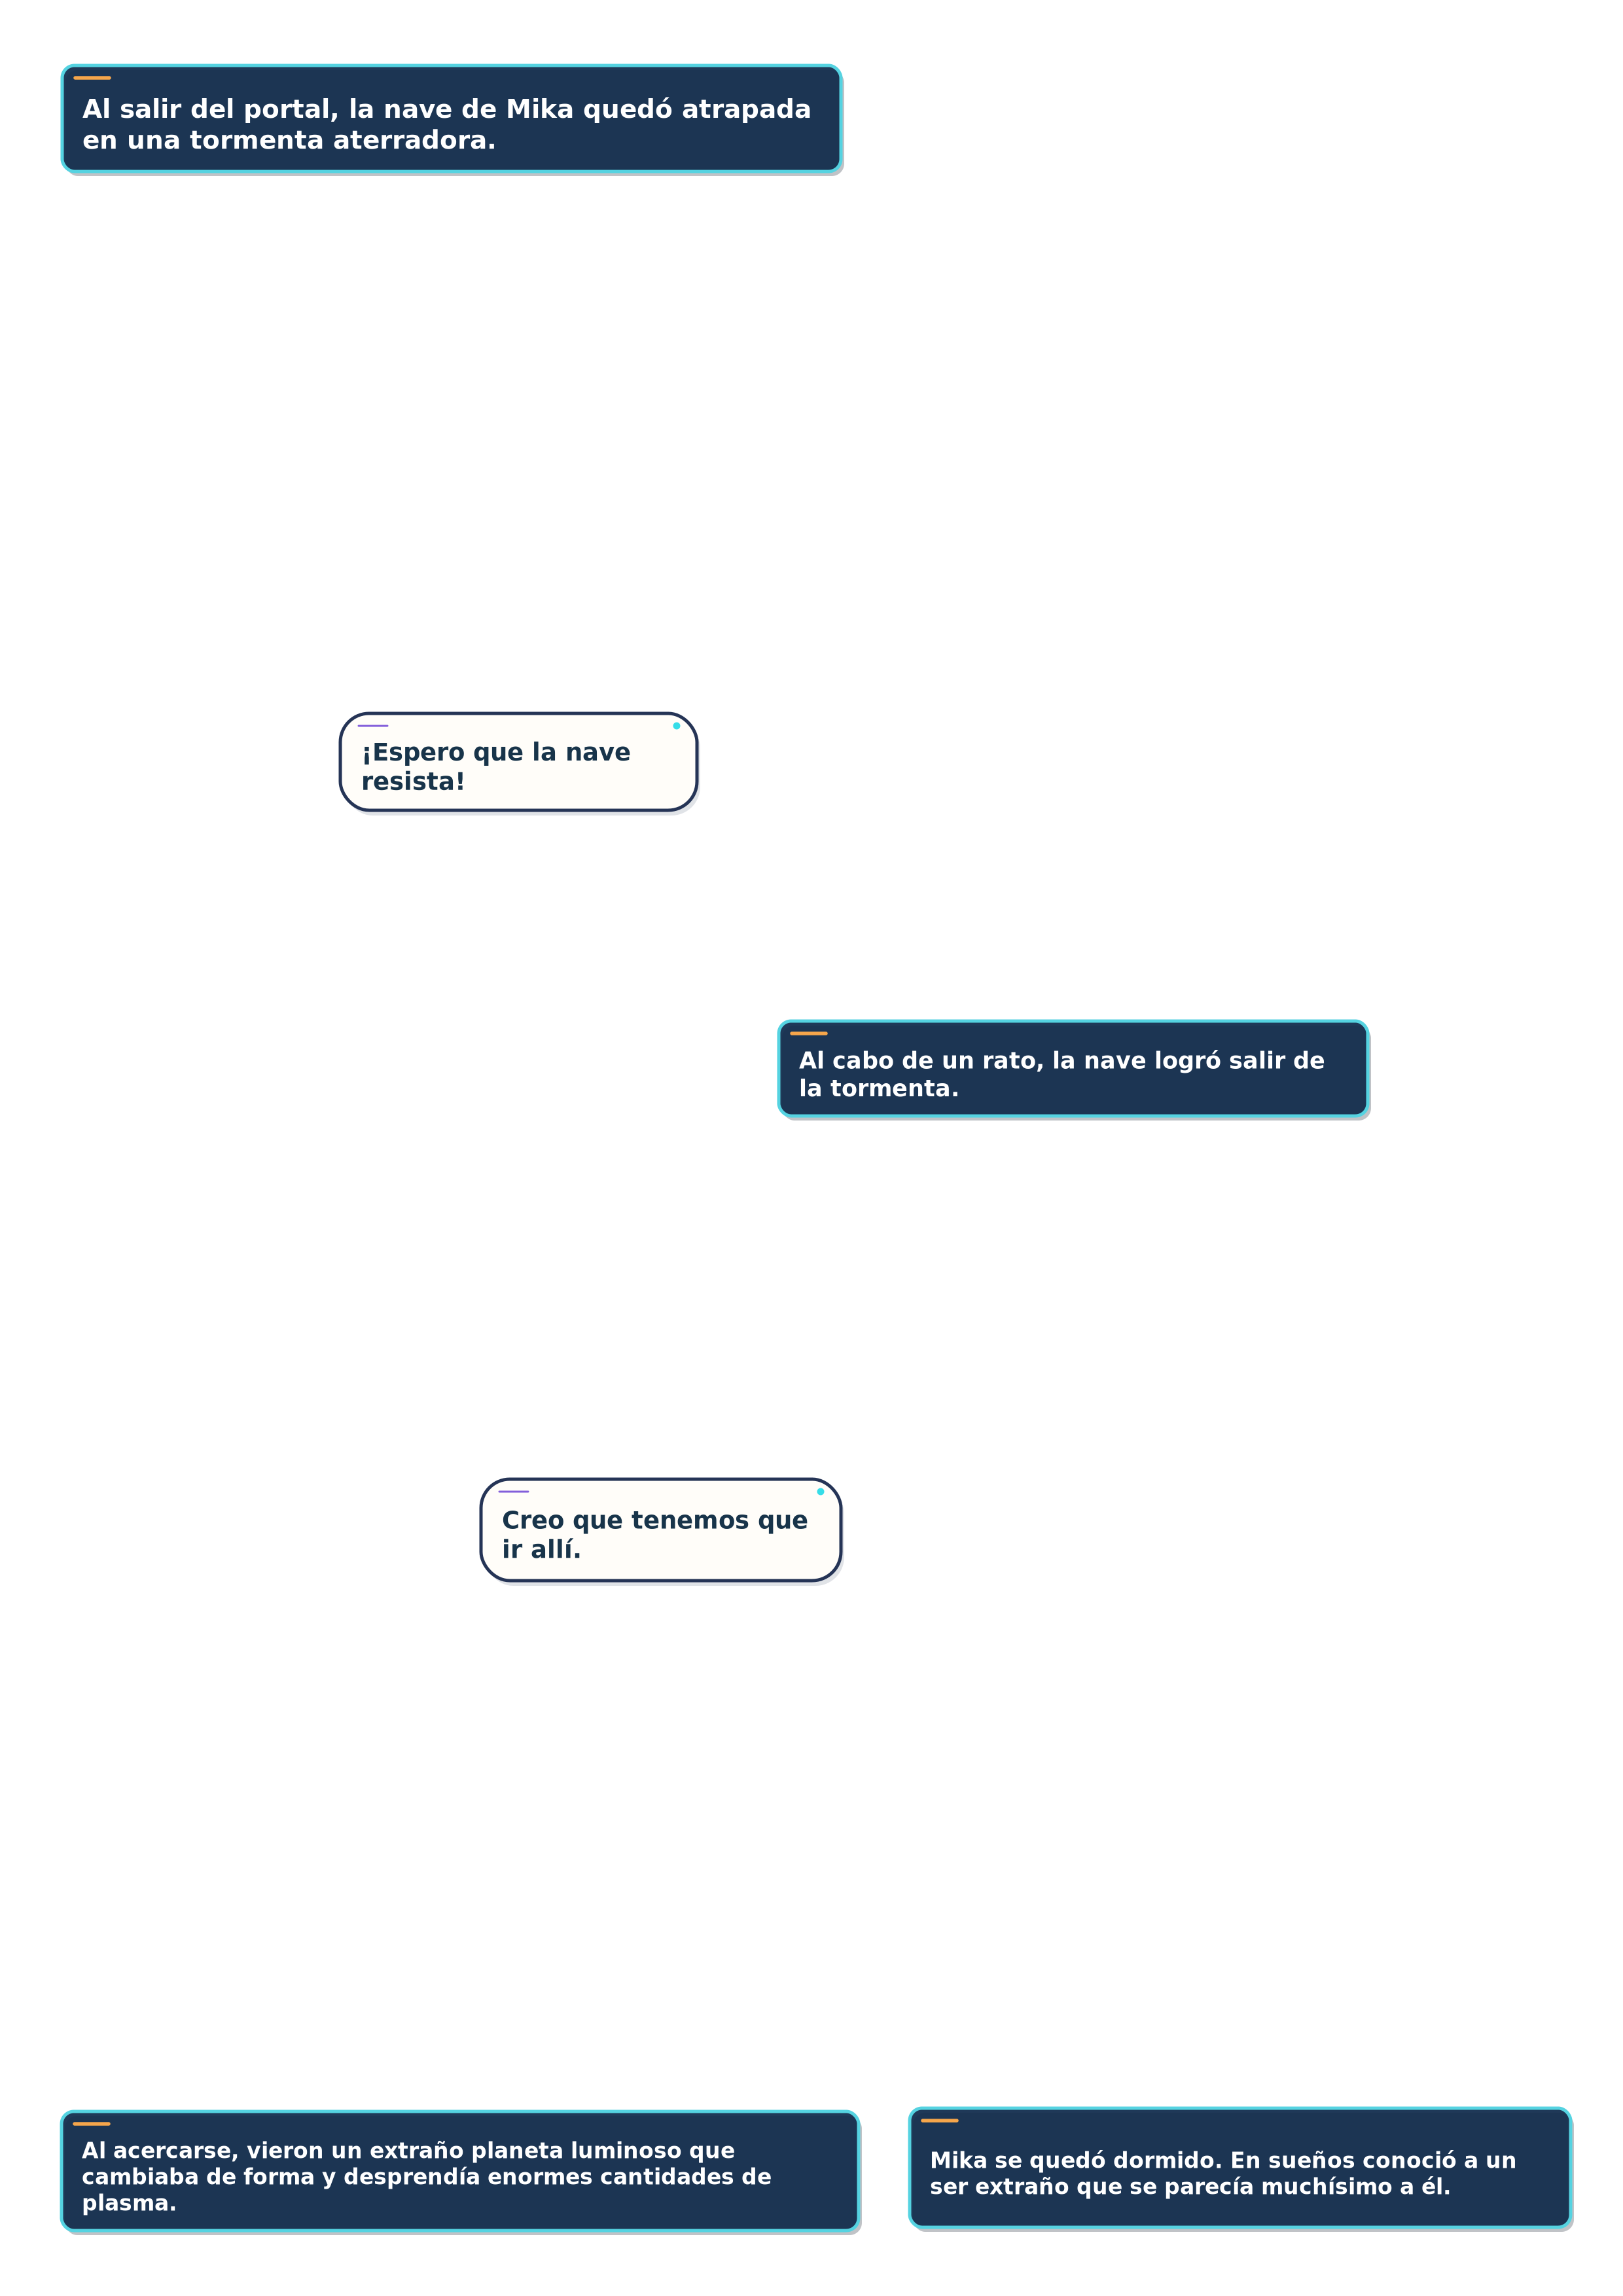 Al salir del portal, la nave de Mika quedó atrapada
en una tormenta aterradora.
¡Espero que la nave
resista!
Al cabo de un rato, la nave logró salir de
la tormenta.
Creo que tenemos que
ir allí.
Al acercarse, vieron un extraño planeta luminoso que
cambiaba de forma y desprendía enormes cantidades de
plasma.
Mika se quedó dormido. En sueños conoció a un
ser extraño que se parecía muchísimo a él.